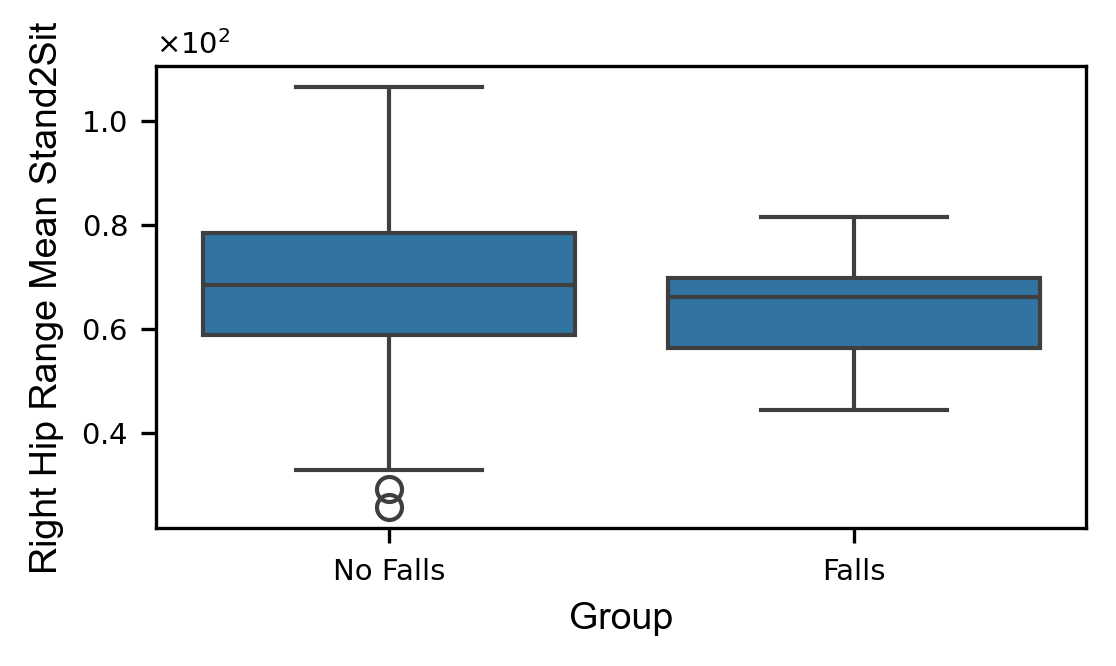 ×10²
Right Hip Range Mean Stand2Sit
1.0
0.8
0.6
0.4
No Falls
Falls
Group